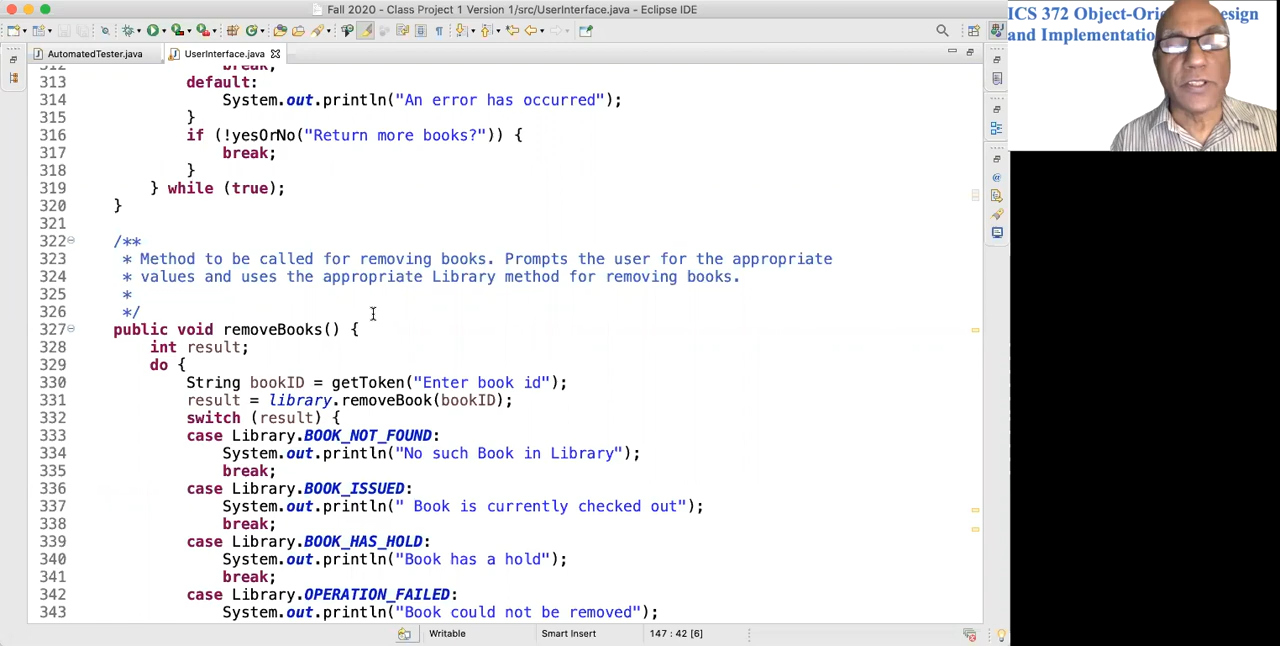 Fall 2020 - Class Project 1 Version 1/src/UserInterface.java - Eclipse IDE
ICS 372 Object-Ori Design
and Implementatio
AutomatedTester.java
UserInterface.java
312 break;
313 default:
314 System.out.println("An error has occurred");
315 }
316 if (!yesOrNo("Return more books?")) {
317 break;
318 }
319 } while (true);
320 }
321
322 /**
323 * Method to be called for removing books. Prompts the user for the appropriate
324 * values and uses the appropriate Library method for removing books.
325 *
326 */
327 public void removeBooks() {
328 int result;
329 do {
330 String bookID = getToken("Enter book id");
331 result = library.removeBook(bookID);
332 switch (result) {
333 case Library.BOOK_NOT_FOUND:
334 System.out.println("No such Book in Library");
335 break;
336 case Library.BOOK_ISSUED:
337 System.out.println(" Book is currently checked out");
338 break;
339 case Library.BOOK_HAS_HOLD:
340 System.out.println("Book has a hold");
341 break;
342 case Library.OPERATION_FAILED:
343 System.out.println("Book could not be removed");
Writable
Smart Insert
147 : 42 [6]